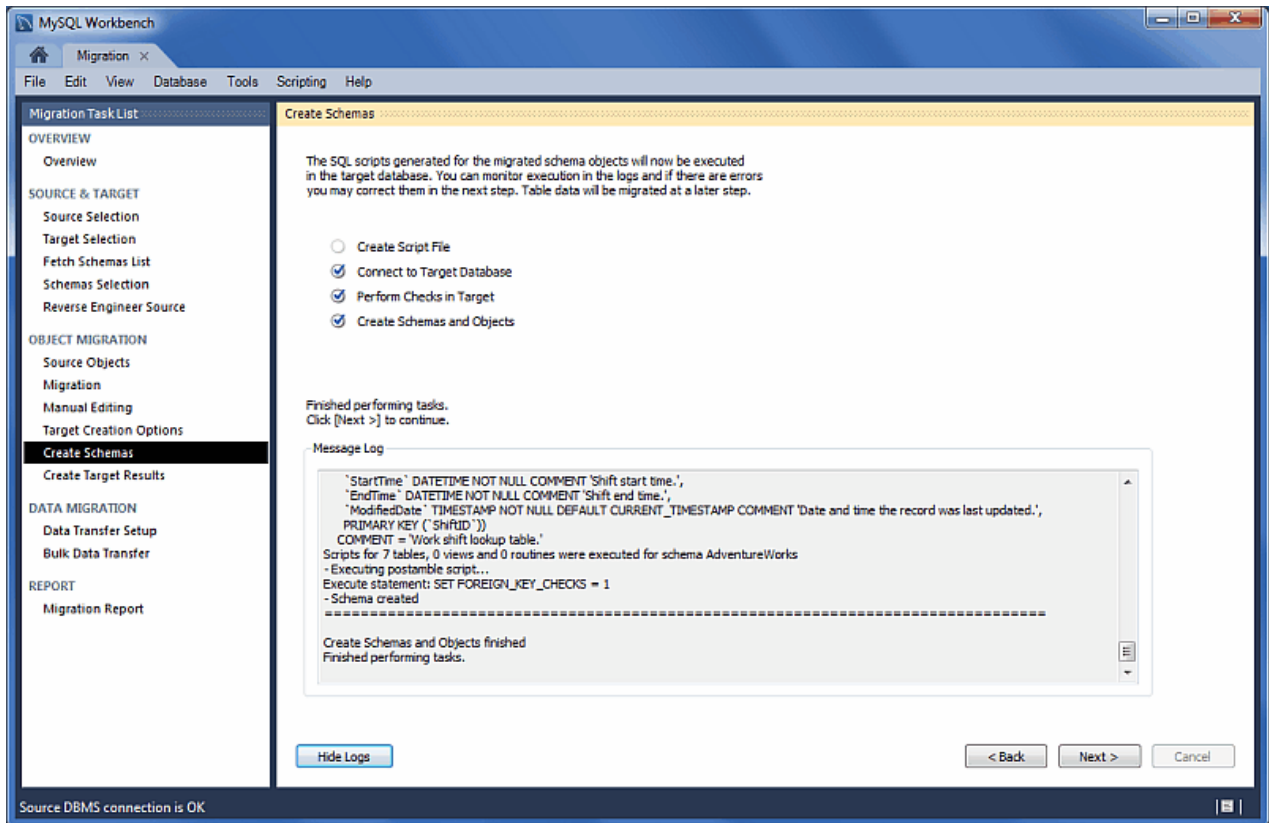 MySQL Workbench
Migration
File Edit View Database Tools Scripting Help
Migration Task List
OVERVIEW
Overview
SOURCE & TARGET
Source Selection
Target Selection
Fetch Schemas List
Schemas Selection
Reverse Engineer Source
OBJECT MIGRATION
Source Objects
Migration
Manual Editing
Target Creation Options
Create Schemas
Create Target Results
DATA MIGRATION
Data Transfer Setup
Bulk Data Transfer
REPORT
Migration Report
Create Schemas
The SQL scripts generated for the migrated schema objects will now be executed
in the target database. You can monitor execution in the logs and if there are errors
you may correct them in the next step. Table data will be migrated at a later step.
Create Script File
Connect to Target Database
Perform Checks in Target
Create Schemas and Objects
Finished performing tasks.
Click [Next >] to continue.
Message Log
`StartTime` DATETIME NOT NULL COMMENT 'Shift start time.',
`EndTime` DATETIME NOT NULL COMMENT 'Shift end time.',
`ModifiedDate` TIMESTAMP NOT NULL DEFAULT CURRENT_TIMESTAMP COMMENT 'Date and time the record was last updated.',
PRIMARY KEY (`ShiftID`))
COMMENT = 'Work shift lookup table.'
Scripts for 7 tables, 0 views and 0 routines were executed for schema AdventureWorks
- Executing postamble script...
Execute statement: SET FOREIGN_KEY_CHECKS = 1
- Schema created
================================================================================
Create Schemas and Objects finished
Finished performing tasks.
Hide Logs
< Back
Next >
Cancel
Source DBMS connection is OK